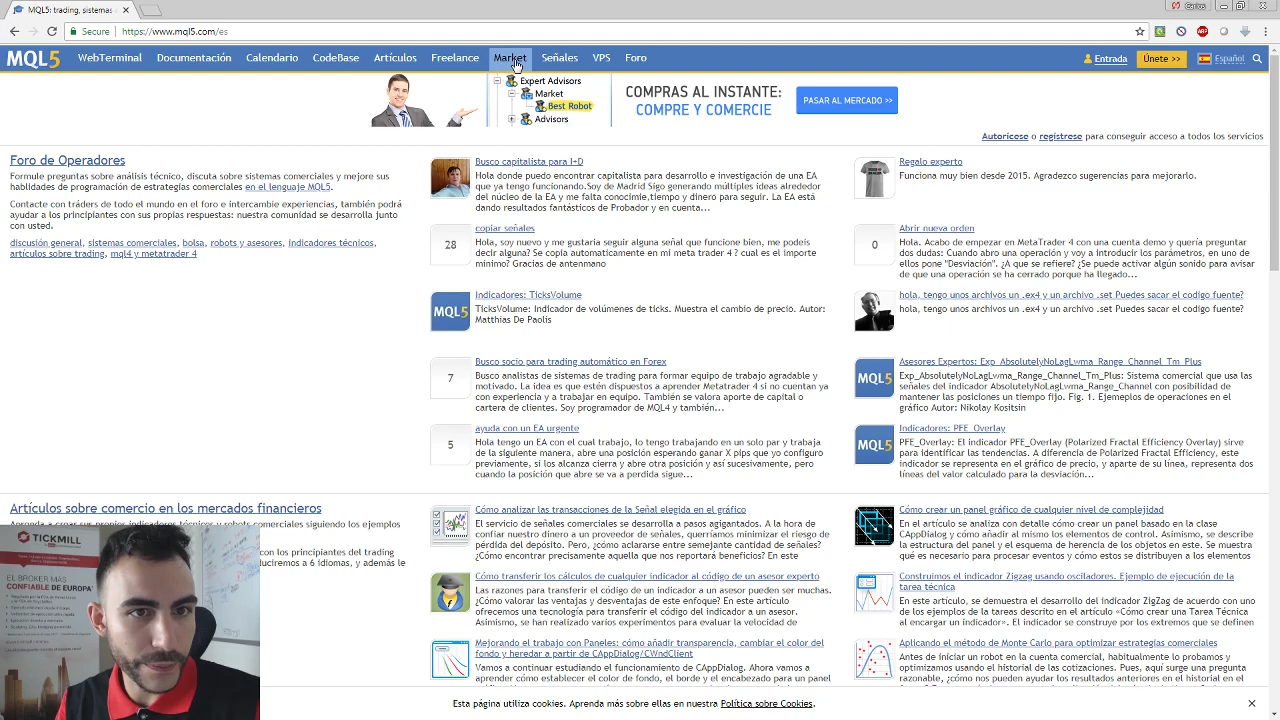 MQL5: trading, sistemas
Carlos
Secure
https://www.mql5.com/es
MQL5
WebTerminal
Documentación
Calendario
CodeBase
Artículos
Freelance
Market
Señales
VPS
Foro
Entrada
Únete >>
Español
Expert Advisors
Market
Best Robot
Advisors
COMPRAS AL INSTANTE:
COMPRE Y COMERCIE
PASAR AL MERCADO >>
Autorícese o regístrese para conseguir acceso a todos los servicios
Foro de Operadores
Formule preguntas sobre análisis técnico, discuta sobre sistemas comerciales y mejore sus
habilidades de programación de estrategias comerciales en el lenguaje MQL5.
Contacte con tráders de todo el mundo en el foro e intercambie experiencias, también podrá
ayudar a los principiantes con sus propias respuestas: nuestra comunidad se desarrolla junto
con usted.
discusión general, sistemas comerciales, bolsa, robots y asesores, indicadores técnicos,
artículos sobre trading, mql4 y metatrader 4
Busco capitalista para I+D
Hola donde puedo encontrar capitalista para desarrollo e investigación de una EA
que ya tengo funcionando.Soy de Madrid Sigo generando múltiples ideas alrededor
del núcleo de la EA y me falta conocimie,tiempo y dinero para seguir. La EA está
dando resultados fantásticos de Probador y en cuenta...
28
copiar señales
Hola, soy nuevo y me gustaria seguir alguna señal que funcione bien, me podeis
decir alguna? Se copia automaticamente en mi meta trader 4 ? cual es el importe
minimo? Gracias de antenmano
MQL5
Indicadores: TicksVolume
TicksVolume: Indicador de volúmenes de ticks. Muestra el cambio de precio. Autor:
Matthias De Paolis
7
Busco socio para trading automático en Forex
Busco analistas de sistemas de trading para formar equipo de trabajo agradable y
motivado. La idea es que estén dispuestos a aprender Metatrader 4 si no cuentan ya
con experiencia y a trabajar en equipo. También se valora aporte de capital o
cartera de clientes. Soy programador de MQL4 y también...
5
ayuda con un EA urgente
Hola tengo un EA con el cual trabajo, lo tengo trabajando en un solo par y trabaja
de la siguiente manera, abre una posición esperando ganar X pips que yo configuro
previamente, si los alcanza cierra y abre otra posición y así sucesivamente, pero
cuando la posición que abre se va a perdida sigue...
Regalo experto
Funciona muy bien desde 2015. Agradezco sugerencias para mejorarlo.
0
Abrir nueva orden
Hola. Acabo de empezar en MetaTrader 4 con una cuenta demo y quería preguntar
dos dudas: Cuando abro una operación y voy a introducir los parámetros, en uno de
ellos pone "Desviación". ¿A que se refiere? ¿Se puede activar algún sonido para avisar
de que una operación se ha cerrado porque ha llegado...
hola, tengo unos archivos un .ex4 y un archivo .set Puedes sacar el codigo fuente?
hola, tengo unos archivos un .ex4 y un archivo .set Puedes sacar el codigo fuente?
MQL5
Asesores Expertos: Exp_AbsolutelyNoLagLwma_Range_Channel_Tm_Plus
Exp_AbsolutelyNoLagLwma_Range_Channel_Tm_Plus: Sistema comercial que usa las
señales del indicador AbsolutelyNoLagLwma_Range_Channel con posibilidad de
mantener las posiciones un tiempo fijo. Fig. 1. Ejemplos de operaciones en el
gráfico Autor: Nikolay Kositsin
MQL5
Indicadores: PFE_Overlay
PFE_Overlay: El indicador PFE_Overlay (Polarized Fractal Efficiency Overlay) sirve
para identificar las tendencias. A diferencia de Polarized Fractal Efficiency, este
indicador se representa en el gráfico de precio, y aparte de su línea, representa dos
líneas del valor calculado para la desviación...
Artículos sobre comercio en los mercados financieros
comerciales siguiendo los ejemplos
con los principiantes del trading
duciremos a 6 idiomas, y además le
Cómo analizar las transacciones de la Señal elegida en el gráfico
El servicio de señales comerciales se desarrolla a pasos agigantados. A la hora de
confiar nuestro dinero a un proveedor de señales, querríamos minimizar el riesgo de
pérdida del depósito. Pero, ¿cómo aclararse entre semejante cantidad de señales?
¿Cómo encontrar precisamente aquella que nos reportará beneficios? En este
Cómo transferir los cálculos de cualquier indicador al código de un asesor experto
Las razones para transferir el código de un indicador a un asesor pueden ser muchas.
¿Cómo valorar las ventajas y desventajas de este enfoque? En este artículo
ofrecemos una tecnología para transferir el código del indicador a un asesor.
Asimismo, se han realizado varios experimentos para evaluar la velocidad de
Mejorando el trabajo con Paneles: cómo añadir transparencia, cambiar el color del
fondo y heredar a partir de CAppDialog/CWndClient
Vamos a continuar estudiando el funcionamiento de CAppDialog. Ahora vamos a
aprender cómo establecer el color de fondo, el borde y el encabezado para un panel
Cómo crear un panel gráfico de cualquier nivel de complejidad
En el artículo se analiza con detalle cómo crear un panel basado en la clase
CAppDialog y cómo añadir al mismo los elementos de control. Asimismo, se describe
la estructura del panel y el esquema de herencia de los objetos en este. Se muestra
qué es necesario para procesar eventos y cómo estos se distribuyen a los elementos
Construimos el indicador Zigzag usando osciladores. Ejemplo de ejecución de la
tarea técnica
En este artículo, se demuestra el desarrollo del indicador ZigZag de acuerdo con uno
de los ejemplos de tareas descrito en el artículo «Cómo crear una Tarea Técnica
al encargar un indicador». El indicador se construye por los extremos que se definen
Aplicando el método de Monte Carlo para optimizar estrategias comerciales
Antes de iniciar un robot en la cuenta comercial, habitualmente lo probamos y
optimizamos usando el historial de las cotizaciones. Pues, aquí surge una pregunta
razonable, ¿cómo nos pueden ayudar los resultados anteriores en el historial en el
TICKMILL
EL BRÓKER MÁS
CONFIABLE DE EUROPA
Esta página utiliza cookies. Aprenda más sobre ellas en nuestra Política sobre Cookies.